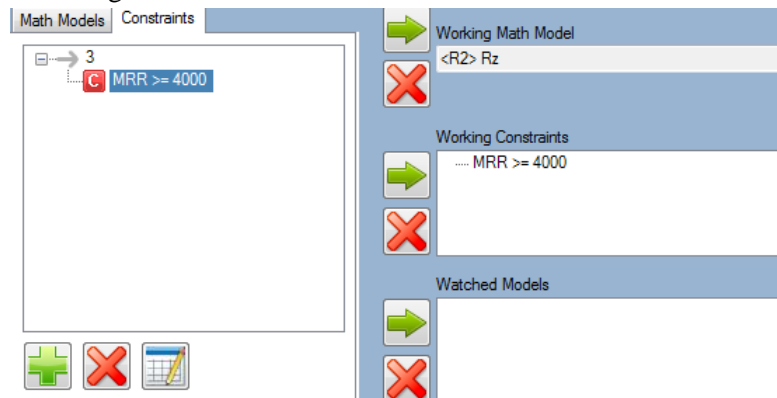 Math Models Constraints
3
C MRR >= 4000
Working Math Model
<R2> Rz
Working Constraints
MRR >= 4000
Watched Models